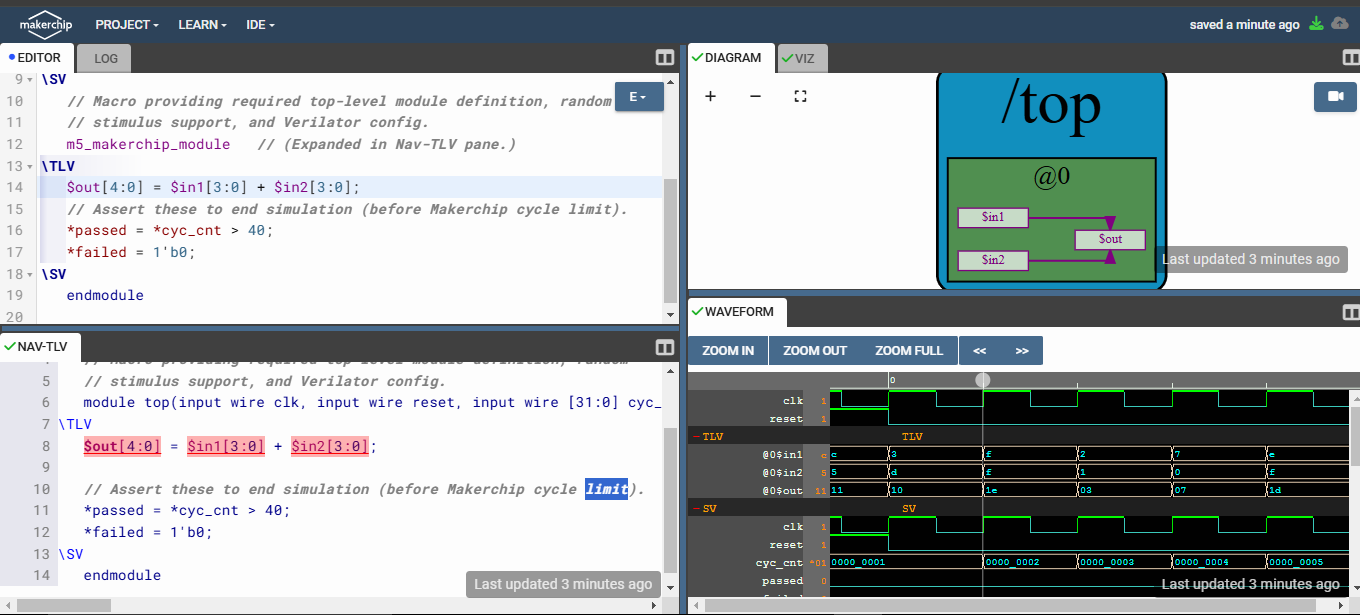 makerchip PROJECT LEARN IDE saved a minute ago
EDITOR LOG
9 \SV
10 // Macro providing required top-level module definition, random
11 // stimulus support, and Verilator config.
12 m5_makerchip_module // (Expanded in Nav-TLV pane.)
13 \TLV
14 $out[4:0] = $in1[3:0] + $in2[3:0];
15 // Assert these to end simulation (before Makerchip cycle limit).
16 *passed = *cyc_cnt > 40;
17 *failed = 1'b0;
18 \SV
19 endmodule
20
E
NAV-TLV
// Macro providing required top-level module definition, random
5 // stimulus support, and Verilator config.
6 module top(input wire clk, input wire reset, input wire [31:0] cyc_
7 \TLV
8 $out[4:0] = $in1[3:0] + $in2[3:0];
9
10 // Assert these to end simulation (before Makerchip cycle limit).
11 *passed = *cyc_cnt > 40;
12 *failed = 1'b0;
13 \SV
14 endmodule
Last updated 3 minutes ago
DIAGRAM VIZ
/top
@0
$in1
$out
$in2
Last updated 3 minutes ago
WAVEFORM
ZOOM IN ZOOM OUT ZOOM FULL << >>
0
clk 1
reset 1
-TLV TLV
@0$in1 c c 3 f 2 7 e
@0$in2 5 5 d f 1 0 f
@0$out 11 11 10 1e 03 07 1d
-SV SV
clk 1
reset 1
cyc_cnt *01 0000_0001 0000_0002 0000_0003 0000_0004 0000_0005
passed 0
Last updated 3 minutes ago